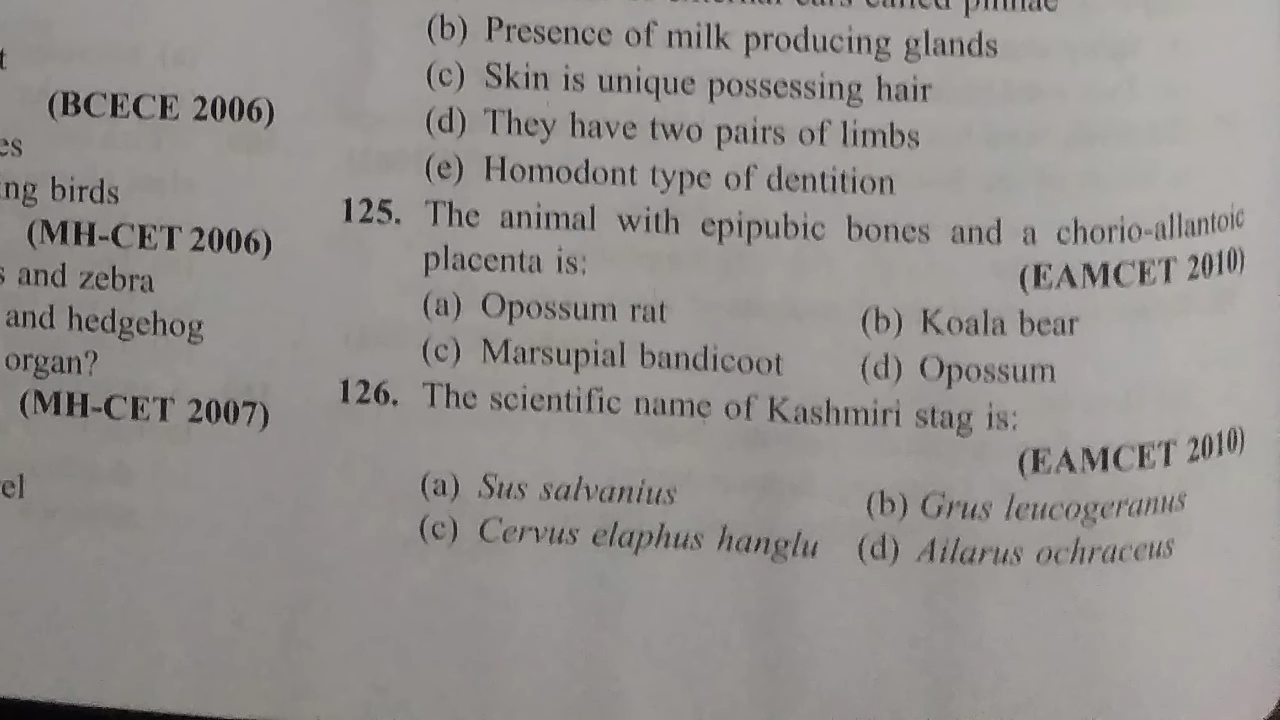 (BCECE 2006)
birds
(MH-CET 2006)
and zebra
and hedgehog
organ?
(MH-CET 2007)
called pinnae
(b) Presence of milk producing glands
(c) Skin is unique possessing hair
(d) They have two pairs of limbs
(e) Homodont type of dentition
125. The animal with epipubic bones and a chorio-allantoic
placenta is: (EAMCET 2010)
(a) Opossum rat (b) Koala bear
(c) Marsupial bandicoot (d) Opossum
126. The scientific name of Kashmiri stag is:
(EAMCET 2010)
(a) Sus salvanius (b) Grus leucogeranus
(c) Cervus elaphus hanglu (d) Ailarus ochraceus